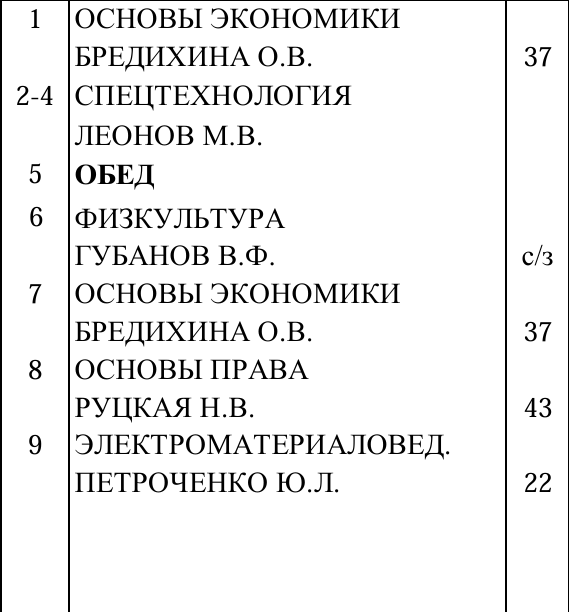 1 ОСНОВЫ ЭКОНОМИКИ
БРЕДИХИНА О.В. 37
2-4 СПЕЦТЕХНОЛОГИЯ
ЛЕОНОВ М.В.
5 ОБЕД
6 ФИЗКУЛЬТУРА
ГУБАНОВ В.Ф. с/з
7 ОСНОВЫ ЭКОНОМИКИ
БРЕДИХИНА О.В. 37
8 ОСНОВЫ ПРАВА
РУЦКАЯ Н.В. 43
9 ЭЛЕКТРОМАТЕРИАЛОВЕД.
ПЕТРОЧЕНКО Ю.Л. 22